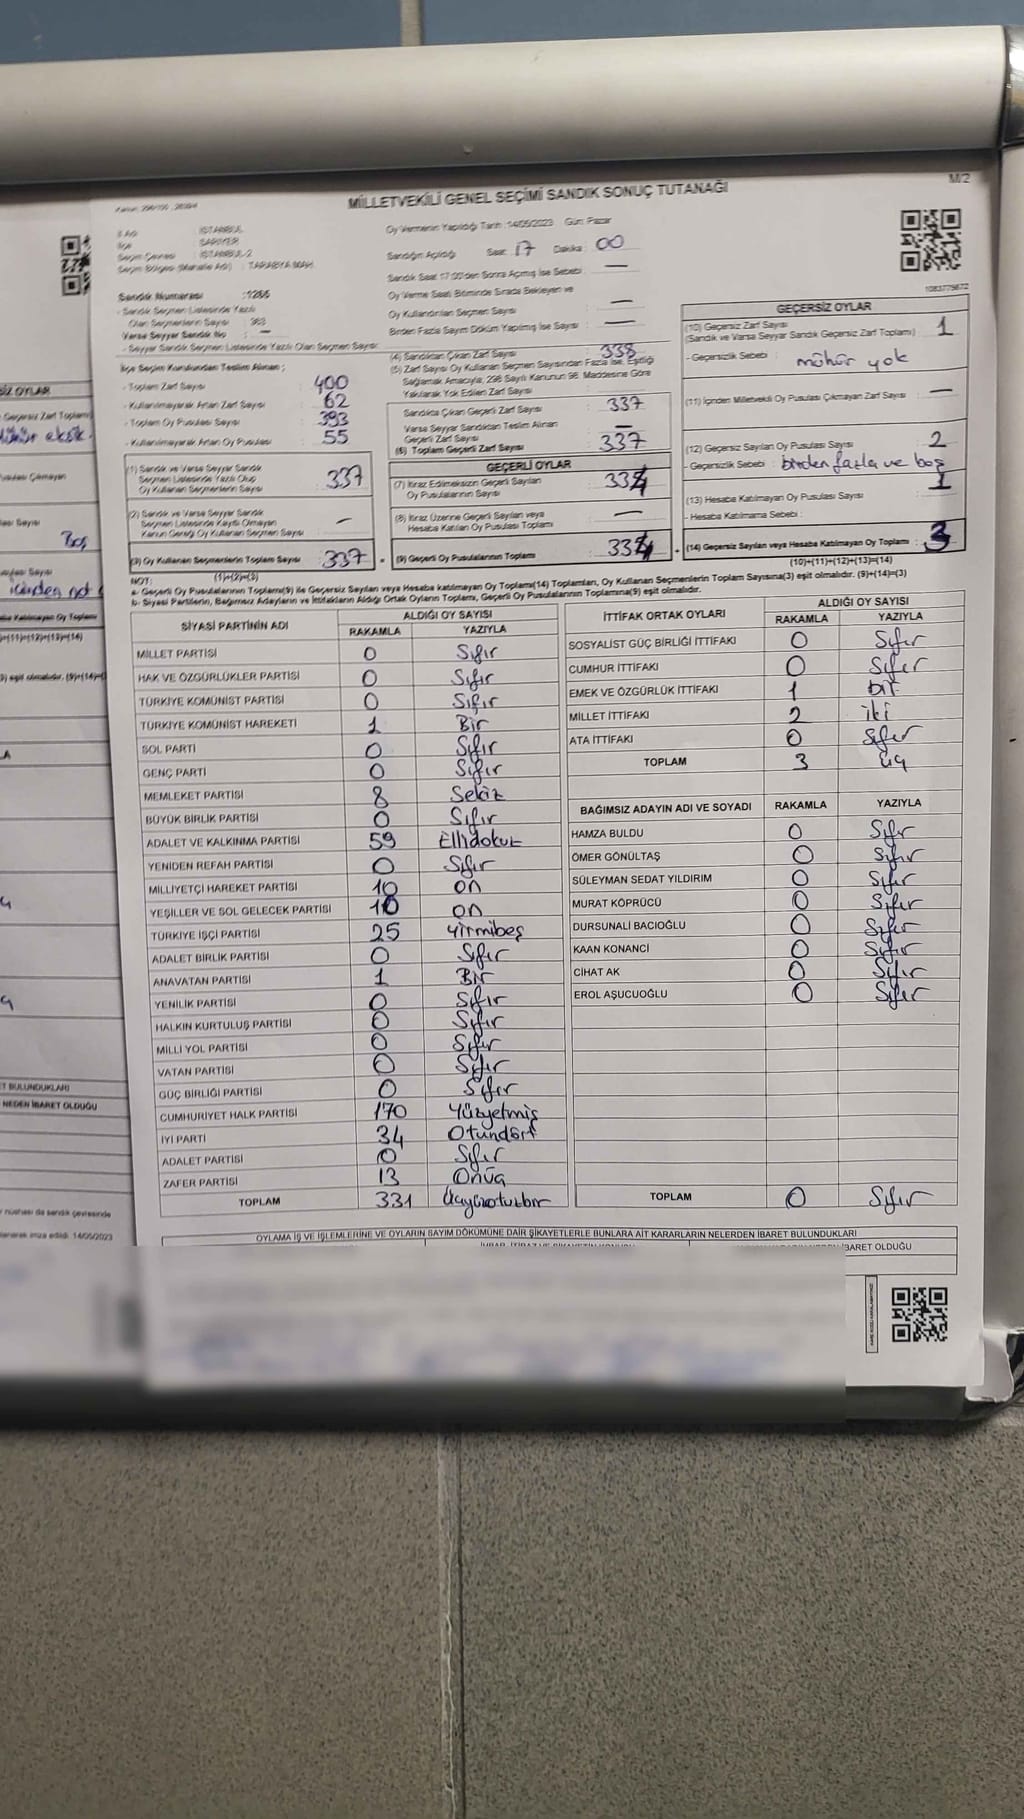 M/2
MİLLETVEKİLİ GENEL SEÇİMİ SANDIK SONUÇ TUTANAĞI
İl Adı : İSTANBUL
İlçe : SARIYER
Seçim Çevresi : İSTANBUL-2
Seçim Bölgesi (Mahalle Adı) : TARABYA MAH.
Oy Vermenin Yapıldığı Tarih :14/05/2023 Gün: Pazar
Sandığın Açıldığı Saat : 17 Dakika : 00
Sandık Saat 17:00'den Sonra Açılmış İse Sebebi : —
Oy Verme Saati Bitiminde Sırada Bekleyen ve
Oy Kullandırılan Seçmen Sayısı : —
Birden Fazla Sayım Döküm Yapılmış İse Sayısı : —
Sandık Numarası :1286
- Sandık Seçmen Listesinde Yazılı
Olan Seçmenlerin Sayısı : 363
Varsa Seyyar Sandık No : —
- Seyyar Sandık Seçmen Listesinde Yazılı Olan Seçmen Sayısı:
İlçe Seçim Kurulundan Teslim Alınan ;
- Toplam Zarf Sayısı : 400
- Kullanılmayarak Artan Zarf Sayısı : 62
- Toplam Oy Pusulası Sayısı : 393
- Kullanılmayarak Artan Oy Pusulası : 55
(1) Sandık ve Varsa Seyyar Sandık
Seçmen Listesinde Yazılı Olup
Oy Kullanan Seçmenlerin Sayısı : 337
(2) Sandık ve Varsa Seyyar Sandık
Seçmen Listesinde Kayıtlı Olmayan
Kanun Gereği Oy Kullanan Seçmen Sayısı : —
(3) Oy Kullanan Seçmenlerin Toplam Sayısı : 337
(1)+(2)=(3)
(4) Sandıktan Çıkan Zarf Sayısı : 338
(5) Zarf Sayısı Oy Kullanan Seçmen Sayısından Fazla İse, Eşitliği
Sağlamak Amacıyla, 298 Sayılı Kanunun 98. Maddesine Göre
Yakılarak Yok Edilen Zarf Sayısı :
Sandıkta Çıkan Geçerli Zarf Sayısı : 337
Varsa Seyyar Sandıktan Teslim Alınan
Geçerli Zarf Sayısı : —
(6) Toplam Geçerli Zarf Sayısı : 337
GEÇERLİ OYLAR
(7) İtiraz Edilmeksizin Geçerli Sayılan
Oy Pusulalarının Sayısı : 334
(8) İtiraz Üzerine Geçerli Sayılan veya
Hesaba Katılan Oy Pusulası Toplamı : —
(9) Geçerli Oy Pusulalarının Toplamı : 334
1083775672
GEÇERSİZ OYLAR
(10) Geçersiz Zarf Sayısı
(Sandık ve Varsa Seyyar Sandık Geçersiz Zarf Toplamı) : 1
- Geçersizlik Sebebi : mühür yok
(11) İçinden Milletvekili Oy Pusulası Çıkmayan Zarf Sayısı : —
(12) Geçersiz Sayılan Oy Pusulası Sayısı : 2
- Geçersizlik Sebebi : birden fazla ve boş
(13) Hesaba Katılmayan Oy Pusulası Sayısı : 1
- Hesaba Katılmama Sebebi :
(14) Geçersiz Sayılan veya Hesaba Katılmayan Oy Toplamı : 3
(10)+(11)+(12)+(13)=(14)
NOT:
a- Geçerli Oy Pusulalarının Toplamı(9) ile Geçersiz Sayılan veya Hesaba katılmayan Oy Toplamı(14) Toplamları, Oy Kullanan Seçmenlerin Toplam Sayısına(3) eşit olmalıdır. (9)+(14)=(3)
b- Siyasi Partilerin, Bağımsız Adayların ve İttifakların Aldığı Ortak Oyların Toplamı, Geçerli Oy Pusulalarının Toplamına(9) eşit olmalıdır.
SİYASİ PARTİNİN ADI ALDIĞI OY SAYISI
RAKAMLA YAZIYLA
MİLLET PARTİSİ 0 Sıfır
HAK VE ÖZGÜRLÜKLER PARTİSİ 0 Sıfır
TÜRKİYE KOMÜNİST PARTİSİ 0 Sıfır
TÜRKİYE KOMÜNİST HAREKETİ 1 Bir
SOL PARTİ 0 Sıfır
GENÇ PARTİ 0 Sıfır
MEMLEKET PARTİSİ 8 Sekiz
BÜYÜK BİRLİK PARTİSİ 0 Sıfır
ADALET VE KALKINMA PARTİSİ 59 Ellidokuz
YENİDEN REFAH PARTİSİ 0 Sıfır
MİLLİYETÇİ HAREKET PARTİSİ 10 on
YEŞİLLER VE SOL GELECEK PARTİSİ 10 on
TÜRKİYE İŞÇİ PARTİSİ 25 yirmibeş
ADALET BİRLİK PARTİSİ 0 Sıfır
ANAVATAN PARTİSİ 1 Bir
YENİLİK PARTİSİ 0 Sıfır
HALKIN KURTULUŞ PARTİSİ 0 Sıfır
MİLLİ YOL PARTİSİ 0 Sıfır
VATAN PARTİSİ 0 Sıfır
GÜÇ BİRLİĞİ PARTİSİ 0 Sıfır
CUMHURİYET HALK PARTİSİ 170 Yüzyetmiş
İYİ PARTİ 34 Otuzdört
ADALET PARTİSİ 0 Sıfır
ZAFER PARTİSİ 13 Onüç
TOPLAM 331 Üçyüzotuzbir
İTTİFAK ORTAK OYLARI ALDIĞI OY SAYISI
RAKAMLA YAZIYLA
SOSYALİST GÜÇ BİRLİĞİ İTTİFAKI 0 Sıfır
CUMHUR İTTİFAKI 0 Sıfır
EMEK VE ÖZGÜRLÜK İTTİFAKI 1 bir
MİLLET İTTİFAKI 2 iki
ATA İTTİFAKI 0 Sıfır
TOPLAM 3 üç
BAĞIMSIZ ADAYIN ADI VE SOYADI RAKAMLA YAZIYLA
HAMZA BULDU 0 Sıfır
ÖMER GÖNÜLTAŞ 0 Sıfır
SÜLEYMAN SEDAT YILDIRIM 0 Sıfır
MURAT KÖPRÜCÜ 0 Sıfır
DURSUNALİ BACIOĞLU 0 Sıfır
KAAN KONANCI 0 Sıfır
CİHAT AK 0 Sıfır
EROL AŞUCUOĞLU 0 Sıfır
TOPLAM 0 Sıfır
OYLAMA İŞ VE İŞLEMLERİNE VE OYLARIN SAYIM DÖKÜMÜNE DAİR ŞİKAYETLERLE BUNLARA AİT KARARLARIN NELERDEN İBARET BULUNDUKLARI
İBARET OLDUĞU